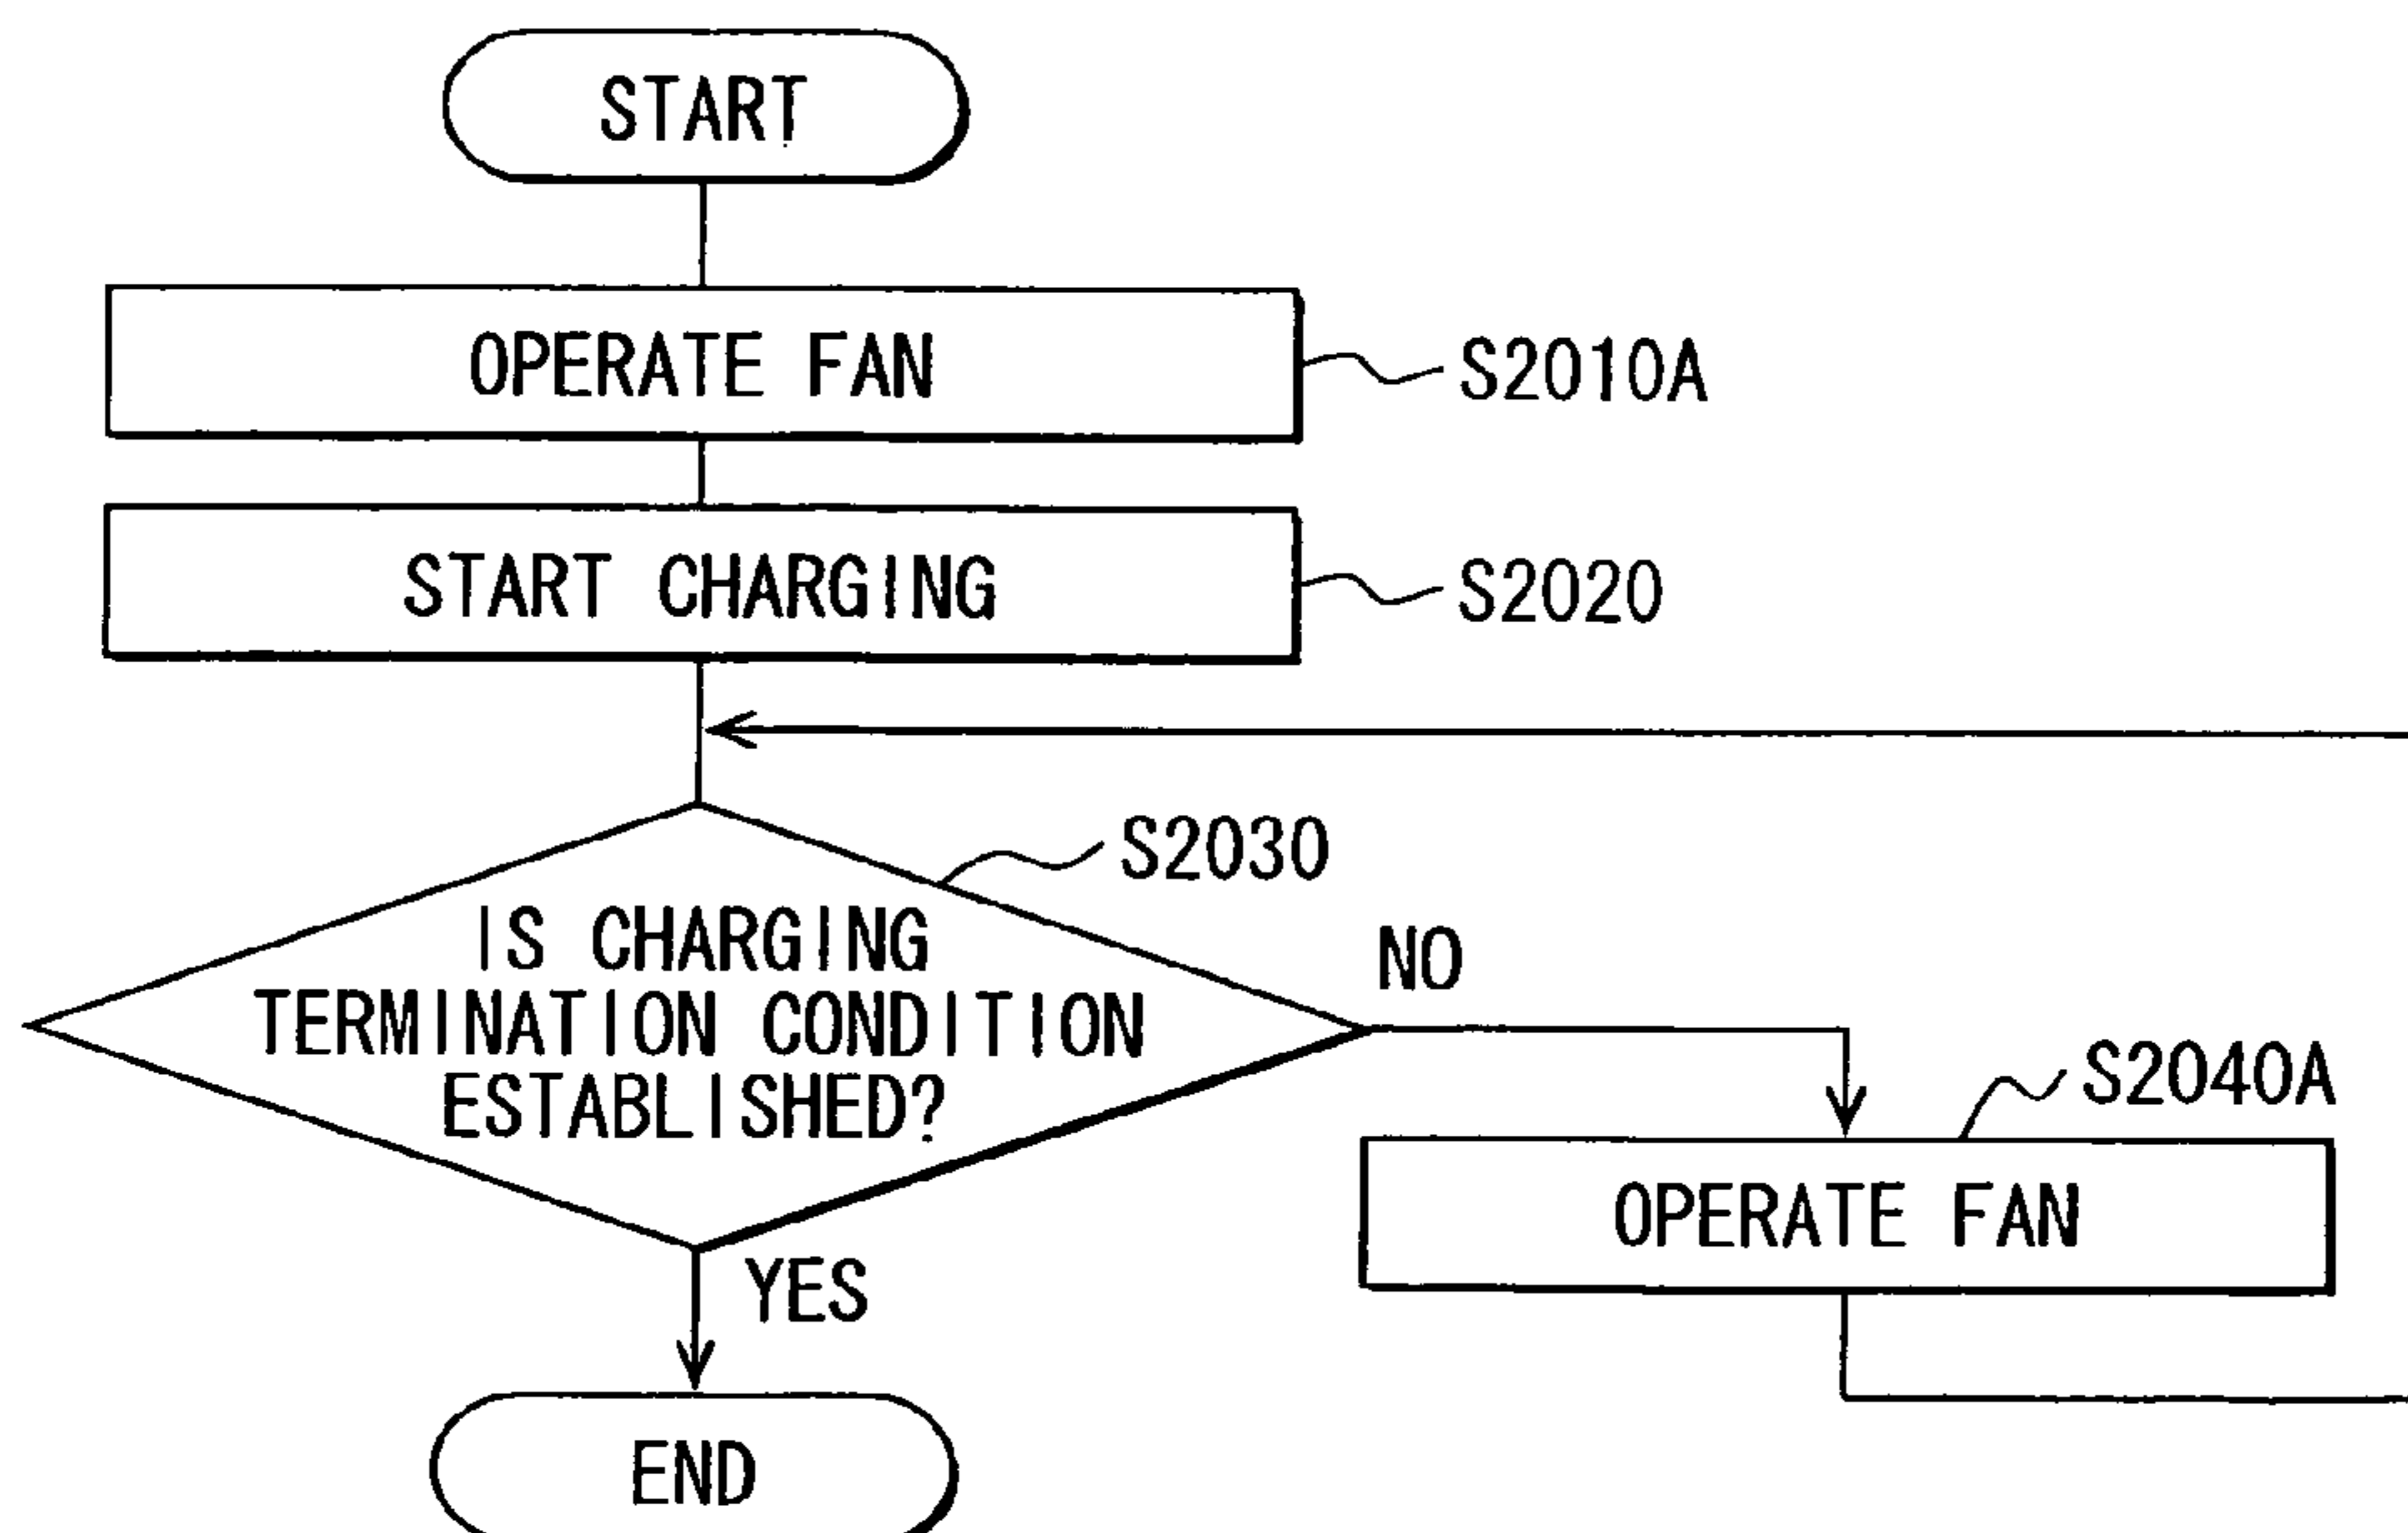 START
OPERATE FAN
S2010A
START CHARGING
S2020
S2030
IS CHARGING
TERMINATION CONDITION
ESTABLISHED?
NO
S2040A
OPERATE FAN
YES
END